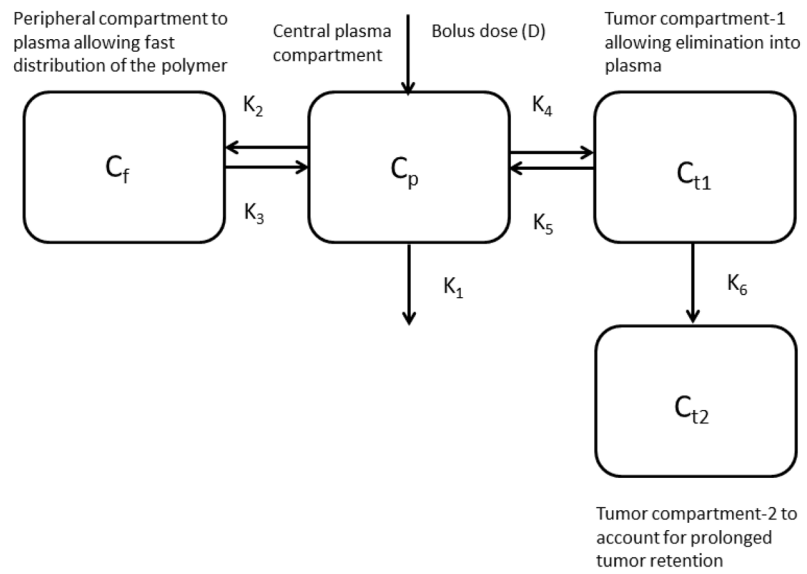 Peripheral compartment to
plasma allowing fast
distribution of the polymer
Central plasma
compartment
Bolus dose (D)
Tumor compartment-1
allowing elimination into
plasma
K2
K4
Cf
Cp
Ct1
K3
K5
K1
K6
Ct2
Tumor compartment-2 to
account for prolonged
tumor retention